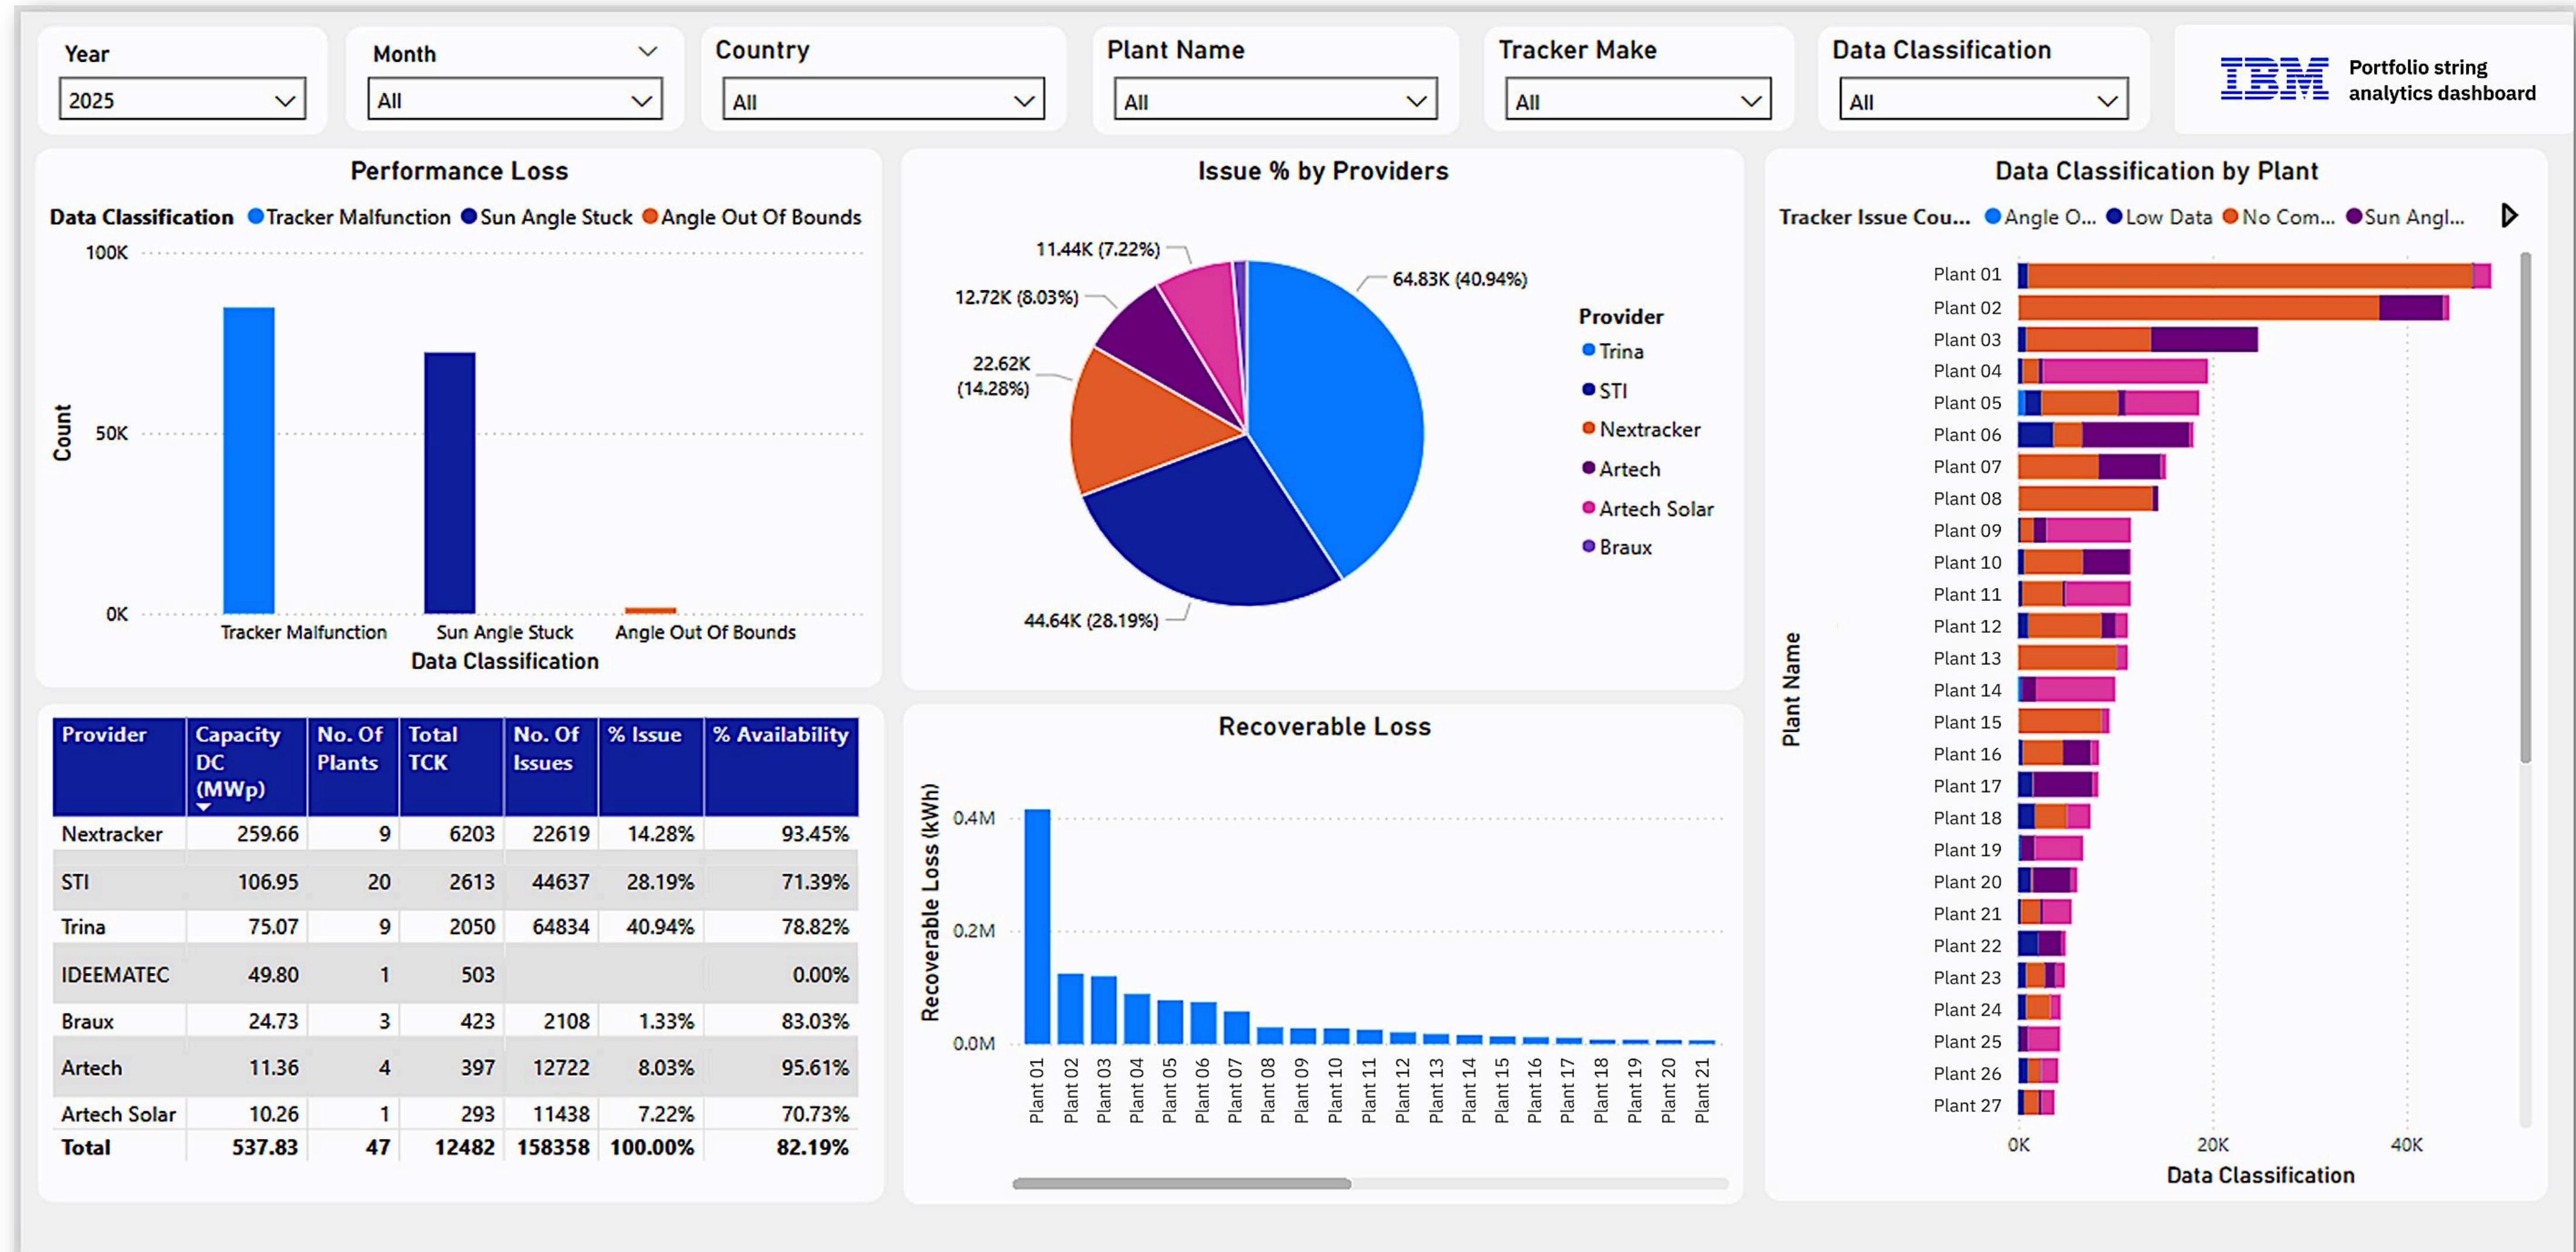 Year
2025
Month
All
Country
All
Plant Name
All
Tracker Make
All
Data Classification
All
IBM
Portfolio string
analytics dashboard
Performance Loss
Data Classification Tracker Malfunction Sun Angle Stuck Angle Out Of Bounds
100K
50K
0K
Count
Tracker Malfunction Sun Angle Stuck Angle Out Of Bounds
Data Classification
Issue % by Providers
11.44K (7.22%)
64.83K (40.94%)
12.72K (8.03%)
22.62K
(14.28%)
44.64K (28.19%)
Provider
Trina
STI
Nextracker
Artech
Artech Solar
Braux
Data Classification by Plant
Tracker Issue Cou... Angle O... Low Data No Com... Sun Angl...
Plant Name
Plant 01
Plant 02
Plant 03
Plant 04
Plant 05
Plant 06
Plant 07
Plant 08
Plant 09
Plant 10
Plant 11
Plant 12
Plant 13
Plant 14
Plant 15
Plant 16
Plant 17
Plant 18
Plant 19
Plant 20
Plant 21
Plant 22
Plant 23
Plant 24
Plant 25
Plant 26
Plant 27
0K 20K 40K
Data Classification
Provider Capacity DC (MWp) No. Of Plants Total TCK No. Of Issues % Issue % Availability
Nextracker 259.66 9 6203 22619 14.28% 93.45%
STI 106.95 20 2613 44637 28.19% 71.39%
Trina 75.07 9 2050 64834 40.94% 78.82%
IDEEMATEC 49.80 1 503 0.00%
Braux 24.73 3 423 2108 1.33% 83.03%
Artech 11.36 4 397 12722 8.03% 95.61%
Artech Solar 10.26 1 293 11438 7.22% 70.73%
Total 537.83 47 12482 158358 100.00% 82.19%
Recoverable Loss
Recoverable Loss (kWh)
0.4M
0.2M
0.0M
Plant 01
Plant 02
Plant 03
Plant 04
Plant 05
Plant 06
Plant 07
Plant 08
Plant 09
Plant 10
Plant 11
Plant 12
Plant 13
Plant 14
Plant 15
Plant 16
Plant 17
Plant 18
Plant 19
Plant 20
Plant 21